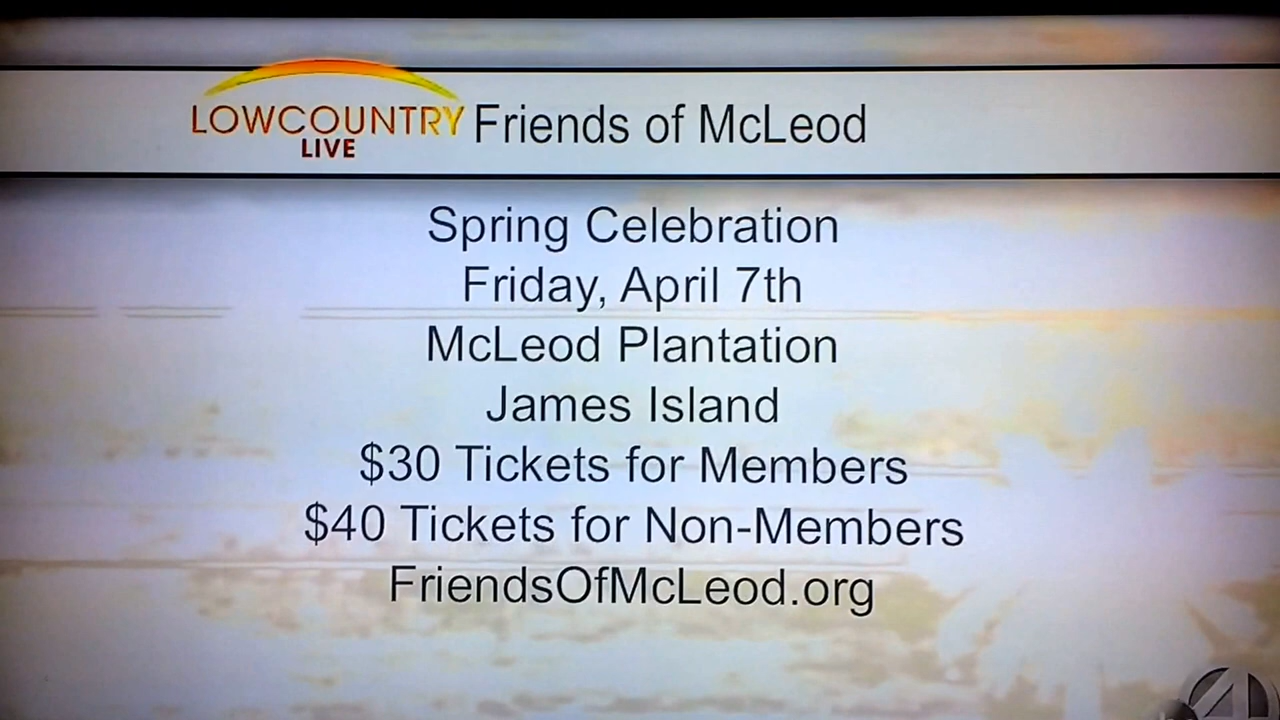 LOWCOUNTRY
LIVE
Friends of McLeod
Spring Celebration
Friday, April 7th
McLeod Plantation
James Island
$30 Tickets for Members
$40 Tickets for Non-Members
FriendsOfMcLeod.org
4